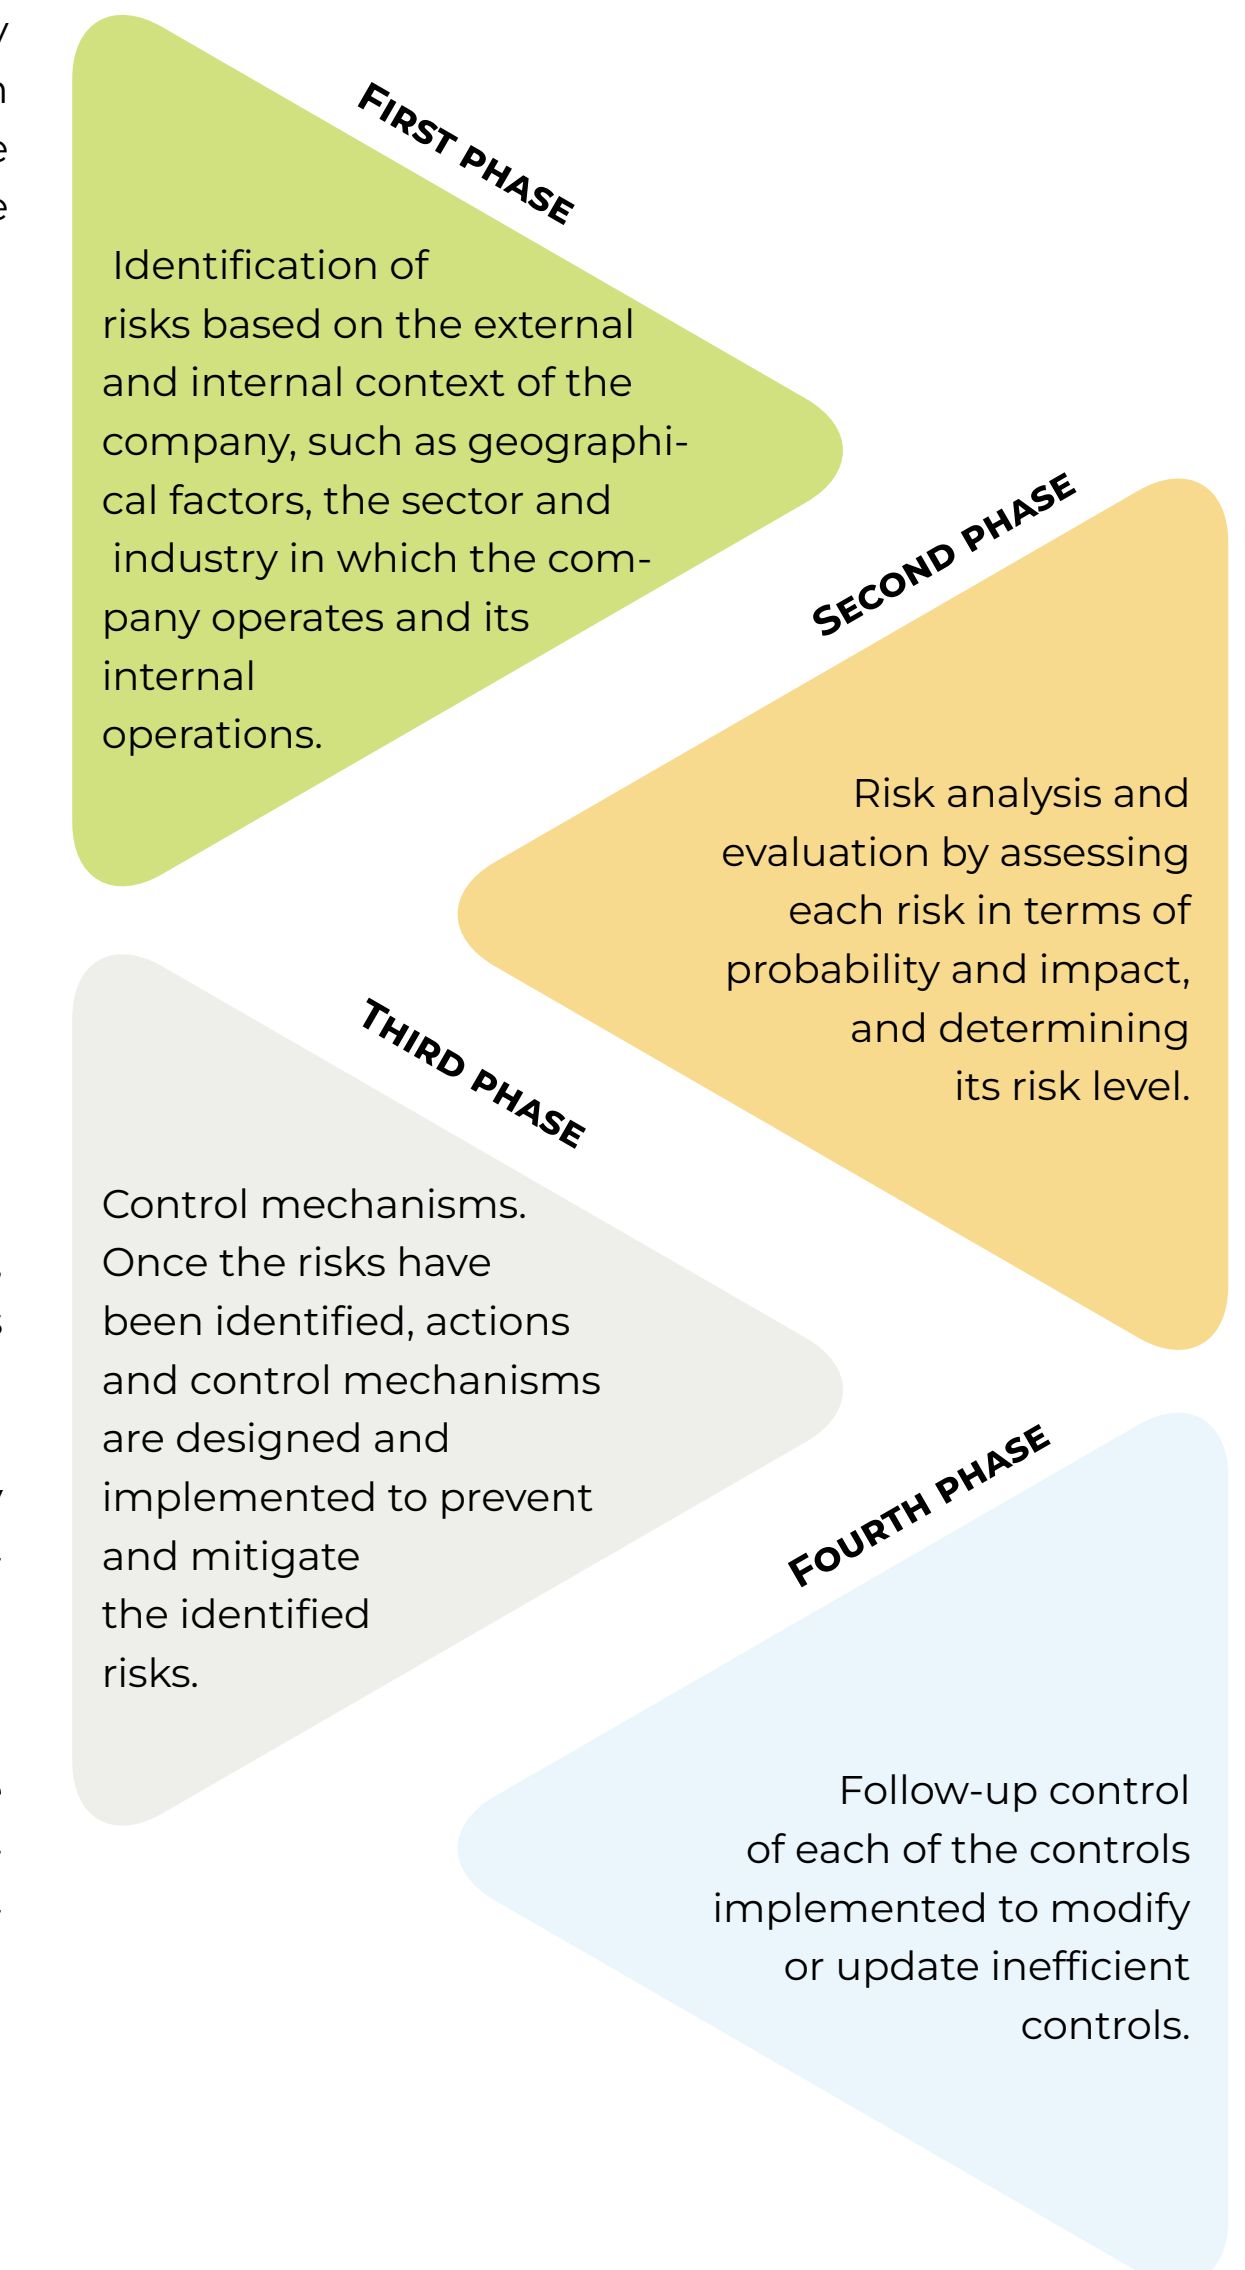 First phase
Identification of
risks based on the external
and internal context of the
company, such as geographi-
cal factors, the sector and
industry in which the com-
pany operates and its
internal
operations.
Second phase
Risk analysis and
evaluation by assessing
each risk in terms of
probability and impact,
and determining
its risk level.
Third phase
Control mechanisms.
Once the risks have
been identified, actions
and control mechanisms
are designed and
implemented to prevent
and mitigate
the identified
risks.
Fourth phase
Follow-up control
of each of the controls
implemented to modify
or update inefficient
controls.